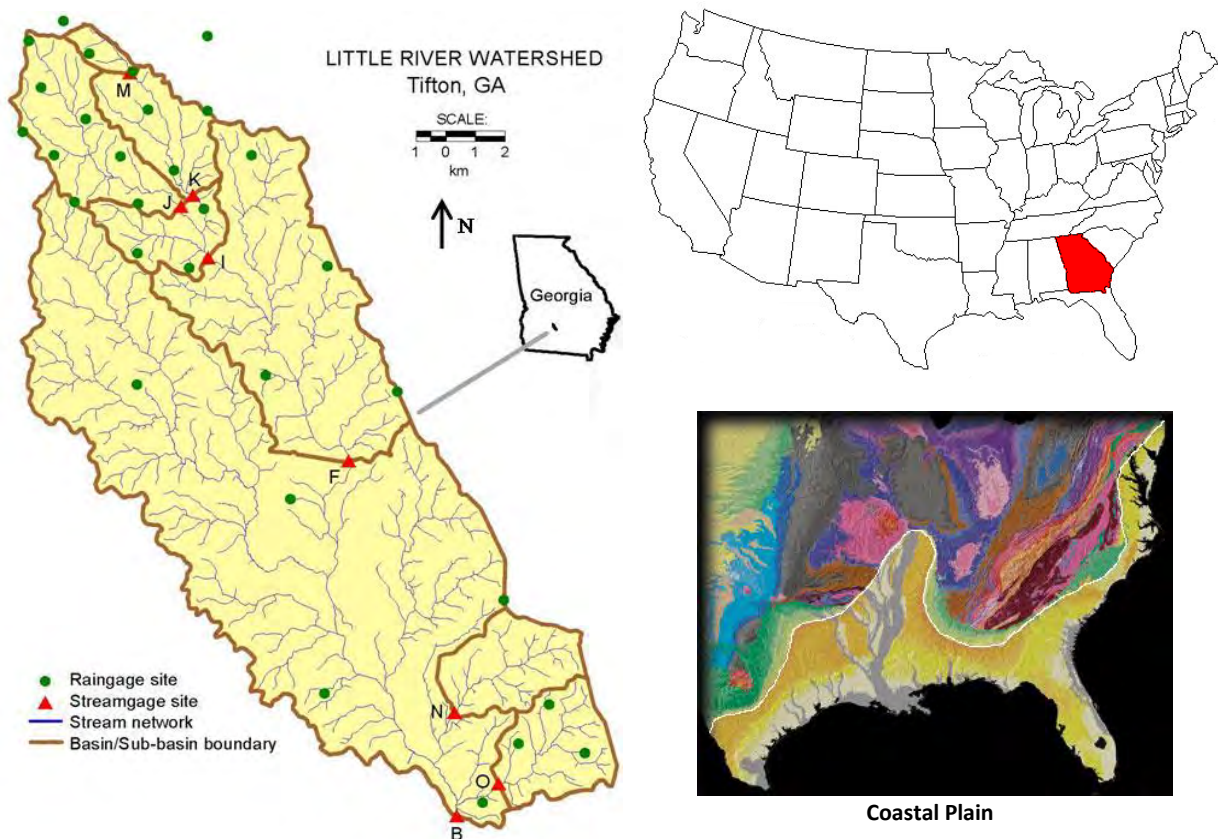 LITTLE RIVER WATERSHED
Tifton, GA
SCALE:
1 0 1 2
km
N
M
K
J
I
Georgia
F
Raingage site
Streamgage site
Stream network
Basin/Sub-basin boundary
N
O
B
Coastal Plain